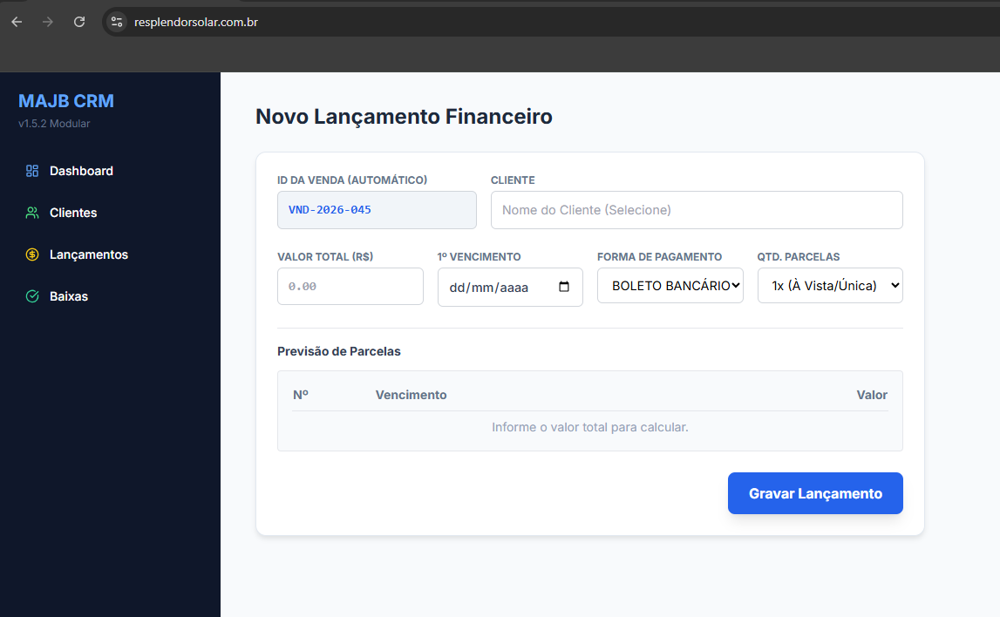 resplendorsolar.com.br
MAJB CRM
v1.5.2 Modular
Dashboard
Clientes
Lançamentos
Baixas
Novo Lançamento Financeiro
ID DA VENDA (AUTOMÁTICO) CLIENTE
VND-2026-045 Nome do Cliente (Selecione)
VALOR TOTAL (R$) 1º VENCIMENTO FORMA DE PAGAMENTO QTD. PARCELAS
0.00 dd/mm/aaaa BOLETO BANCÁRIO 1x (À Vista/Única)
Previsão de Parcelas
Nº Vencimento Valor
Informe o valor total para calcular.
Gravar Lançamento